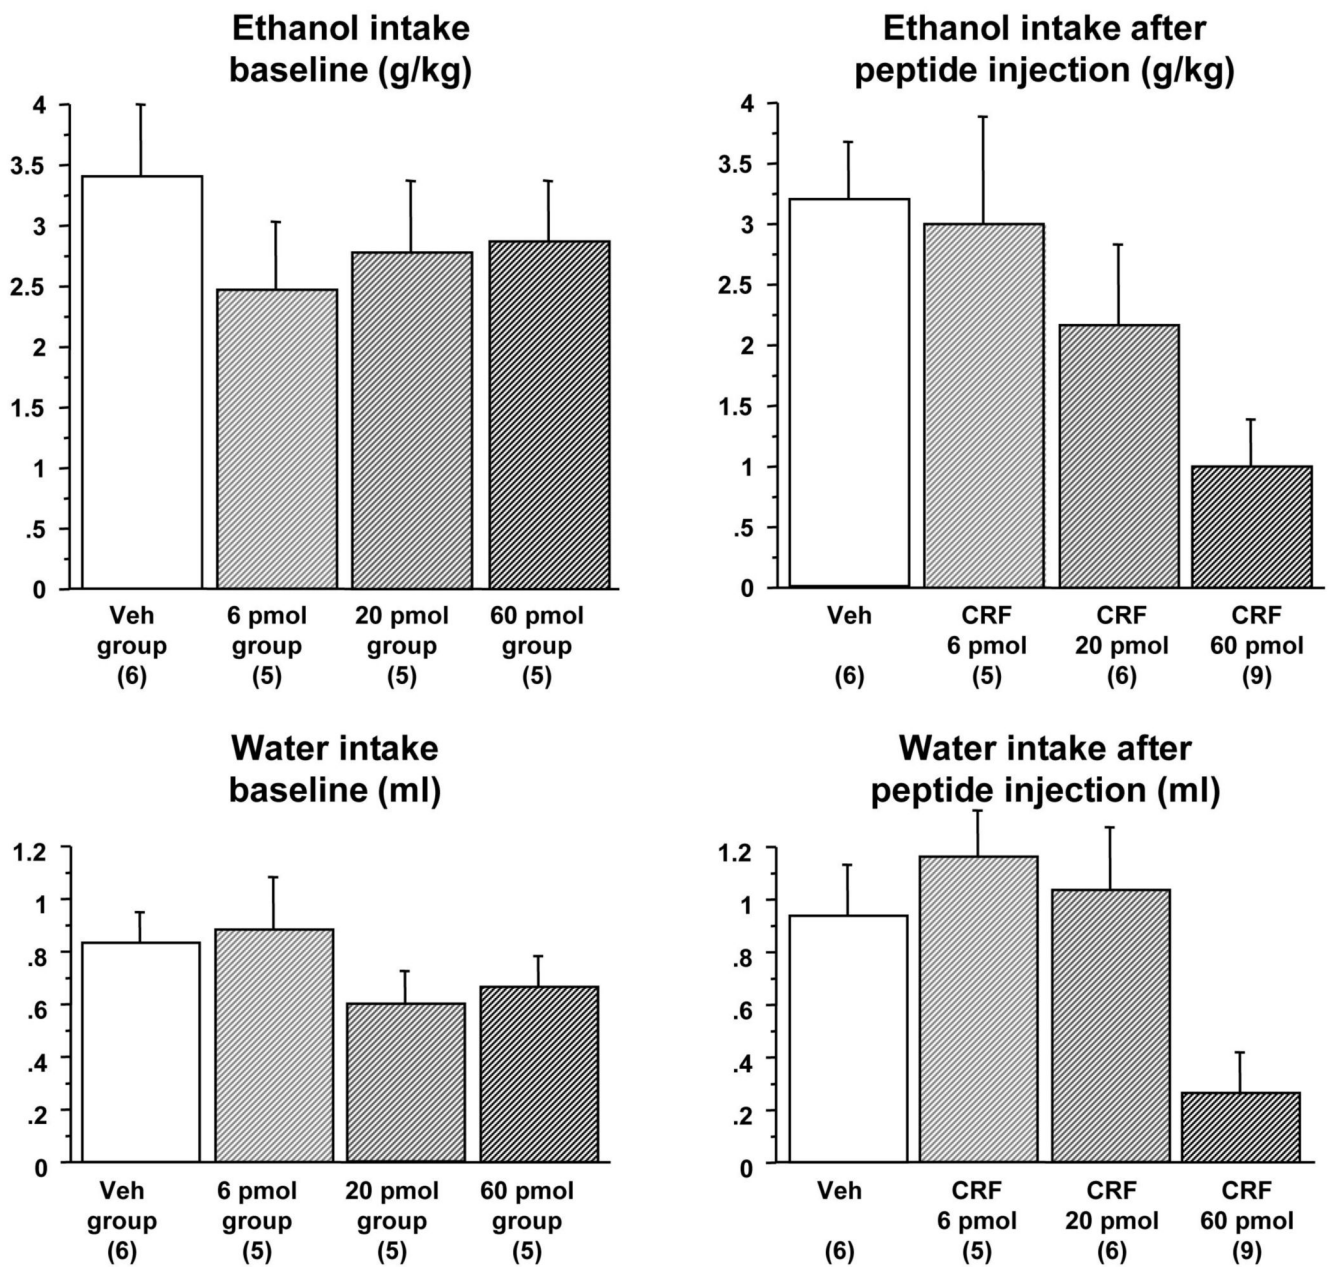 Ethanol intake
baseline (g/kg)
4
3.5
3
2.5
2
1.5
1
.5
0
Veh
group
(6)
6 pmol
group
(5)
20 pmol
group
(5)
60 pmol
group
(5)
Ethanol intake after
peptide injection (g/kg)
4
3.5
3
2.5
2
1.5
1
.5
0
Veh
(6)
CRF
6 pmol
(5)
CRF
20 pmol
(6)
CRF
60 pmol
(9)
Water intake
baseline (ml)
1.2
1
.8
.6
.4
.2
0
Veh
group
(6)
6 pmol
group
(5)
20 pmol
group
(5)
60 pmol
group
(5)
Water intake after
peptide injection (ml)
1.2
1
.8
.6
.4
.2
0
Veh
(6)
CRF
6 pmol
(5)
CRF
20 pmol
(6)
CRF
60 pmol
(9)